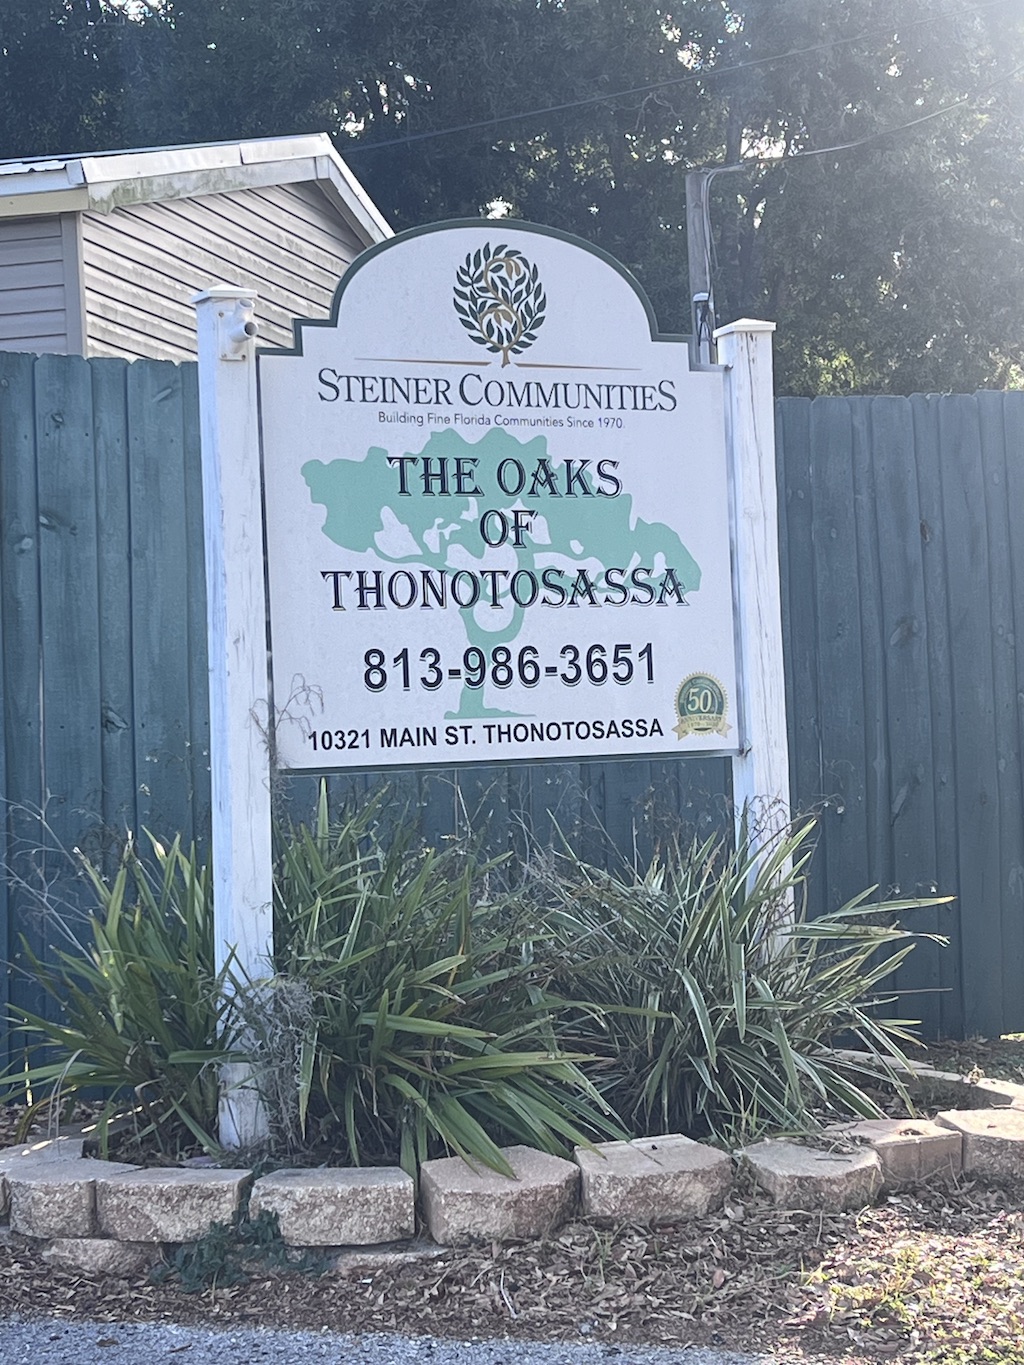 STEINER COMMUNITIES
Building Fine Florida Communities Since 1970.
THE OAKS
OF
THONOTOSASSA
813-986-3651
50
ANNIVERSARY
10321 MAIN ST. THONOTOSASSA